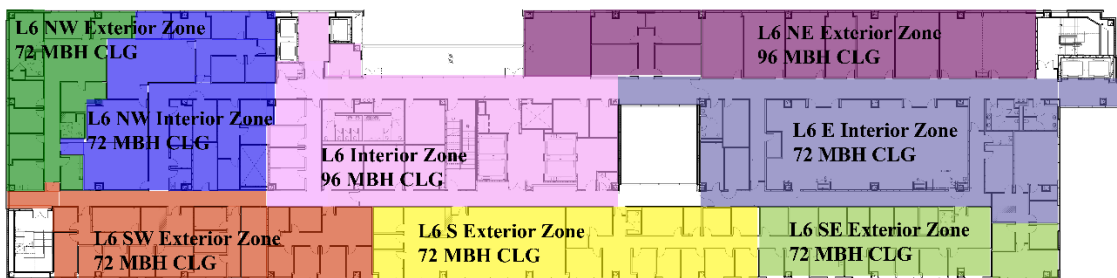 L6 NW Exterior Zone
72 MBH CLG
L6 NE Exterior Zone
96 MBH CLG
L6 NW Interior Zone
72 MBH CLG
L6 Interior Zone
96 MBH CLG
L6 E Interior Zone
72 MBH CLG
L6 SW Exterior Zone
72 MBH CLG
L6 S Exterior Zone
72 MBH CLG
L6 SE Exterior Zone
72 MBH CLG